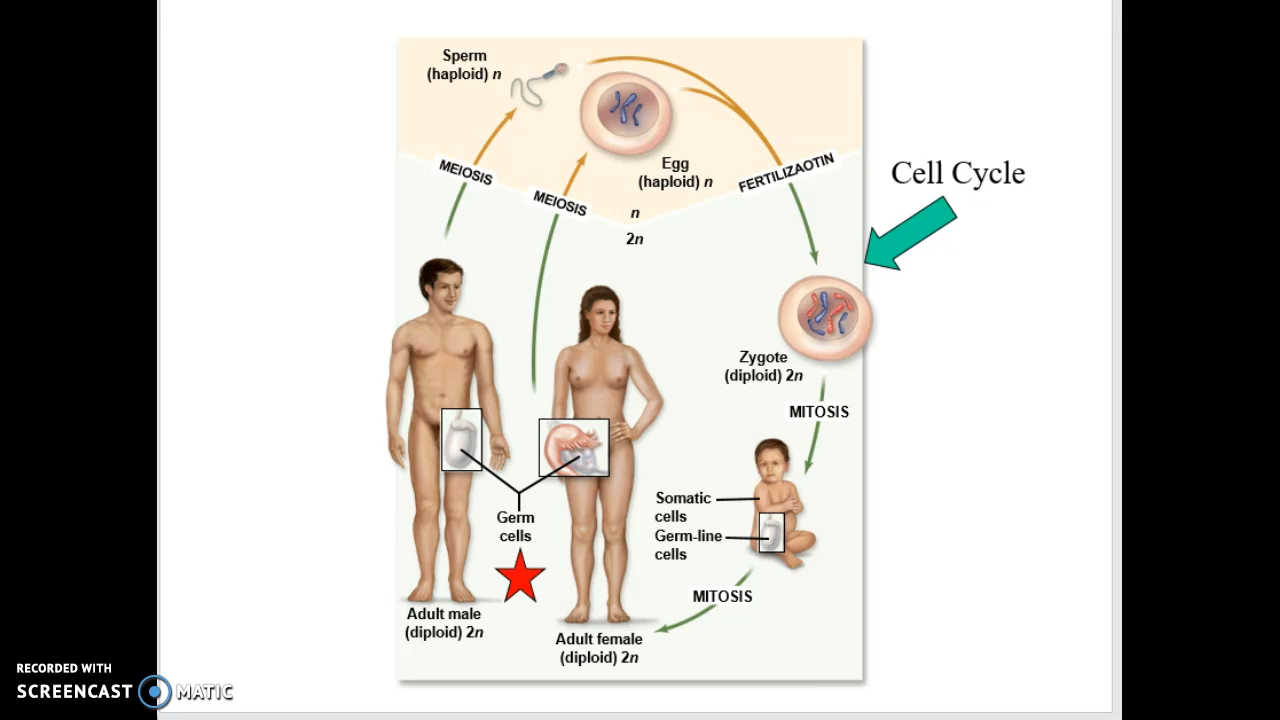 Sperm
(haploid) n
MEIOSIS
MEIOSIS
Egg
(haploid) n
FERTILIZAOTIN
n
2n
Cell Cycle
Zygote
(diploid) 2n
MITOSIS
Somatic
cells
Germ-line
cells
Germ
cells
MITOSIS
Adult male
(diploid) 2n
Adult female
(diploid) 2n
RECORDED WITH
SCREENCAST MATIC